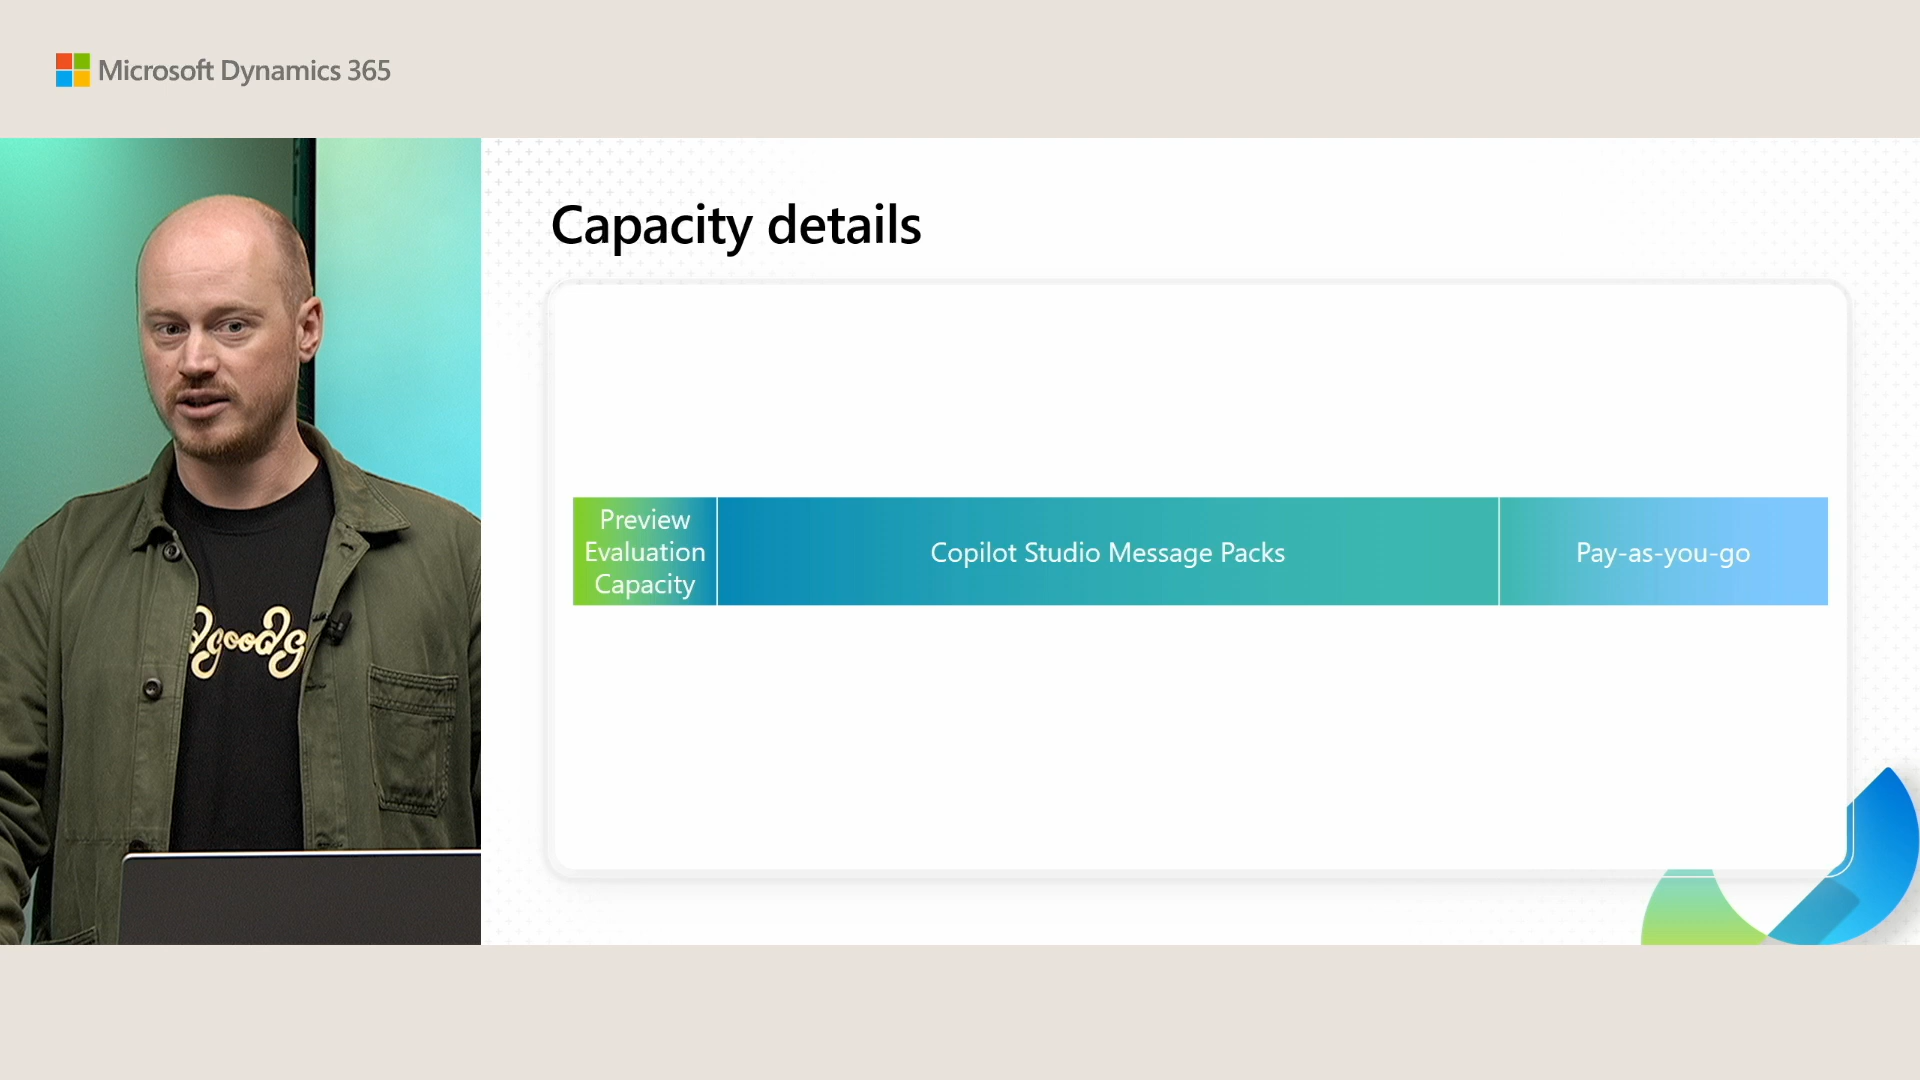 Microsoft Dynamics 365
Capacity details
Preview
Evaluation
Capacity
Copilot Studio Message Packs
Pay-as-you-go